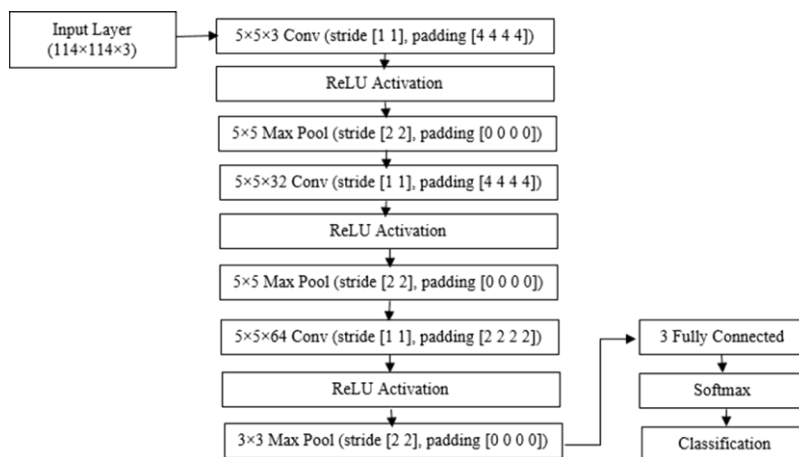 Input Layer
(114×114×3)
5×5×3 Conv (stride [1 1], padding [4 4 4 4])
ReLU Activation
5×5 Max Pool (stride [2 2], padding [0 0 0 0])
5×5×32 Conv (stride [1 1], padding [4 4 4 4])
ReLU Activation
5×5 Max Pool (stride [2 2], padding [0 0 0 0])
5×5×64 Conv (stride [1 1], padding [2 2 2 2])
ReLU Activation
3×3 Max Pool (stride [2 2], padding [0 0 0 0])
3 Fully Connected
Softmax
Classification